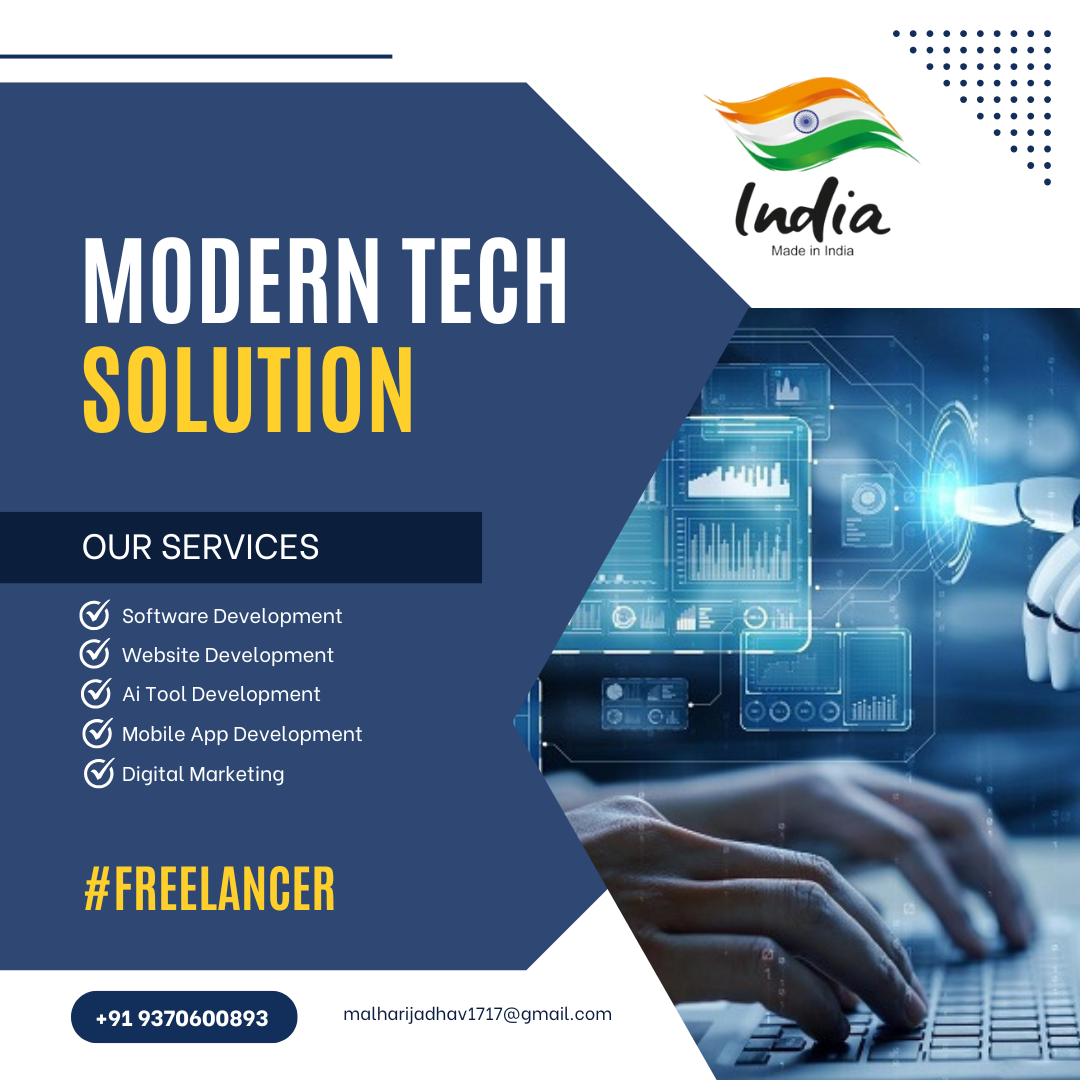 India
Made in India
MODERN TECH
SOLUTION
OUR SERVICES
Software Development
Website Development
Ai Tool Development
Mobile App Development
Digital Marketing
#FREELANCER
+91 9370600893
malharijadhav1717@gmail.com